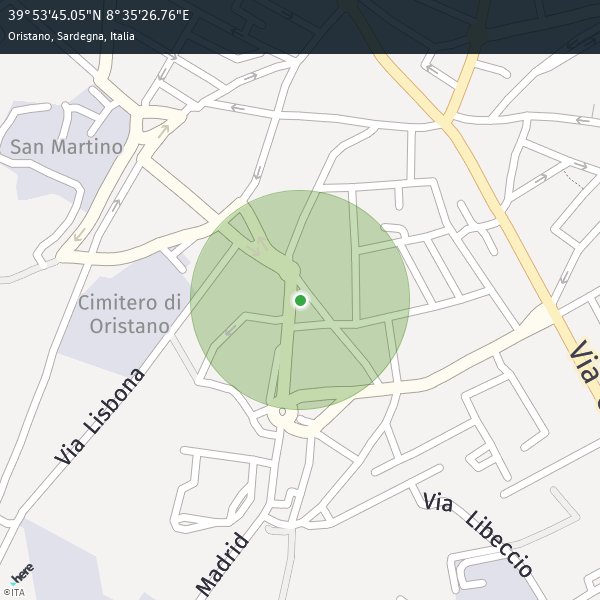 39°53'45.05"N 8°35'26.76"E
Oristano, Sardegna, Italia
San Martino
Cimitero di
Oristano
Via Lisbona
Via
Via Libeccio
Madrid
here
©ITA